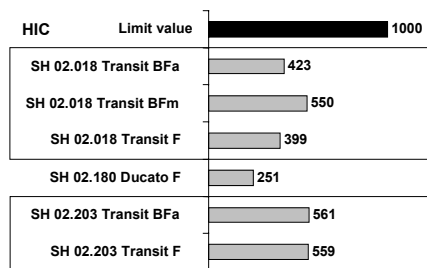 HIC Limit value 1000
SH 02.018 Transit BFa 423
SH 02.018 Transit BFm 550
SH 02.018 Transit F 399
SH 02.180 Ducato F 251
SH 02.203 Transit BFa 561
SH 02.203 Transit F 559